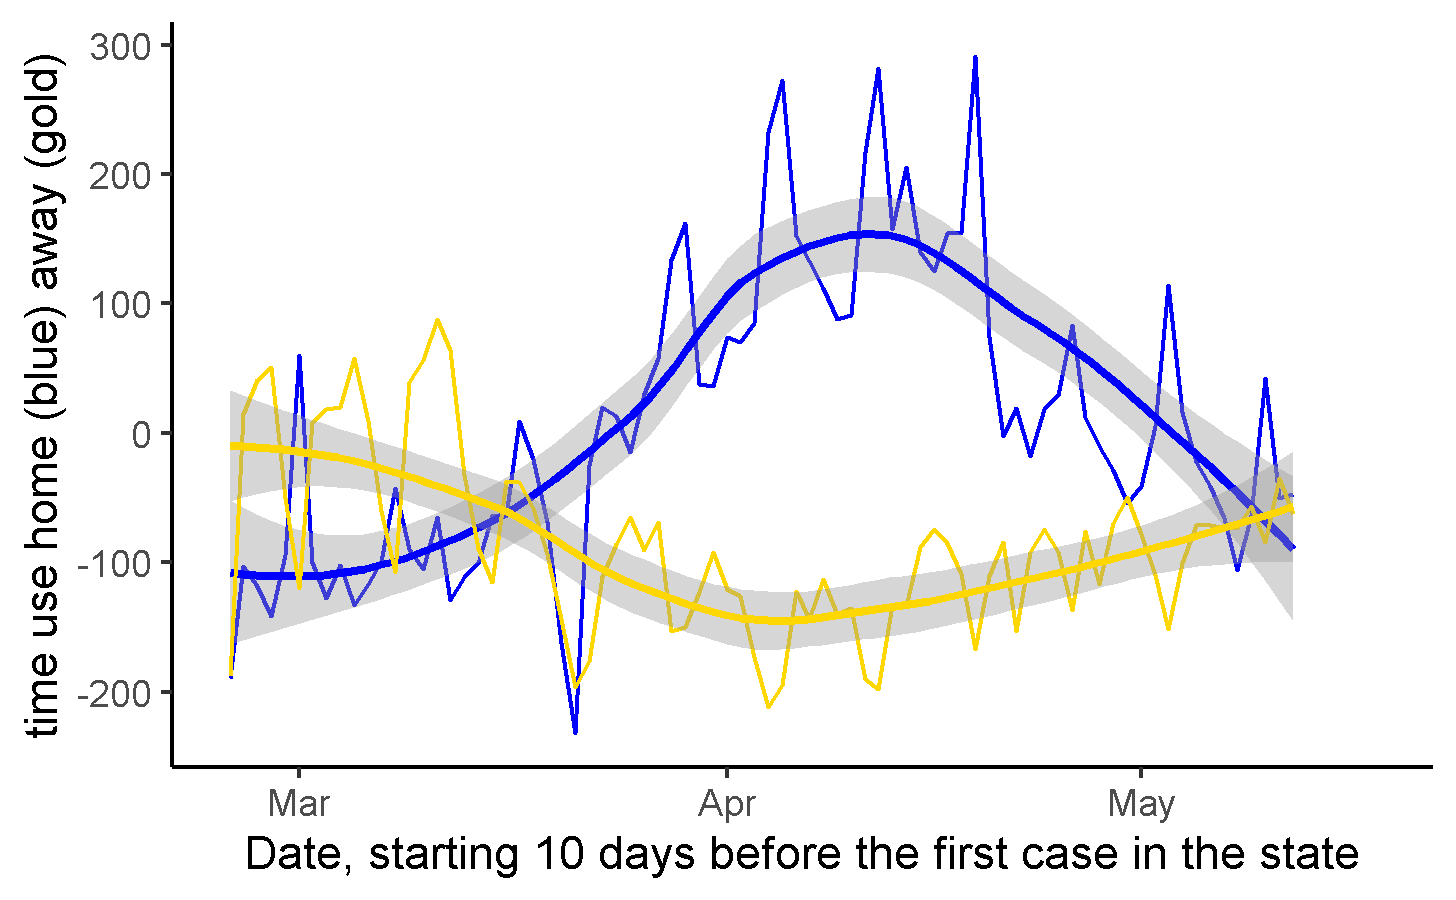 time use home (blue) away (gold)
300
200
100
0
-100
-200
Mar
Apr
May
Date, starting 10 days before the first case in the state